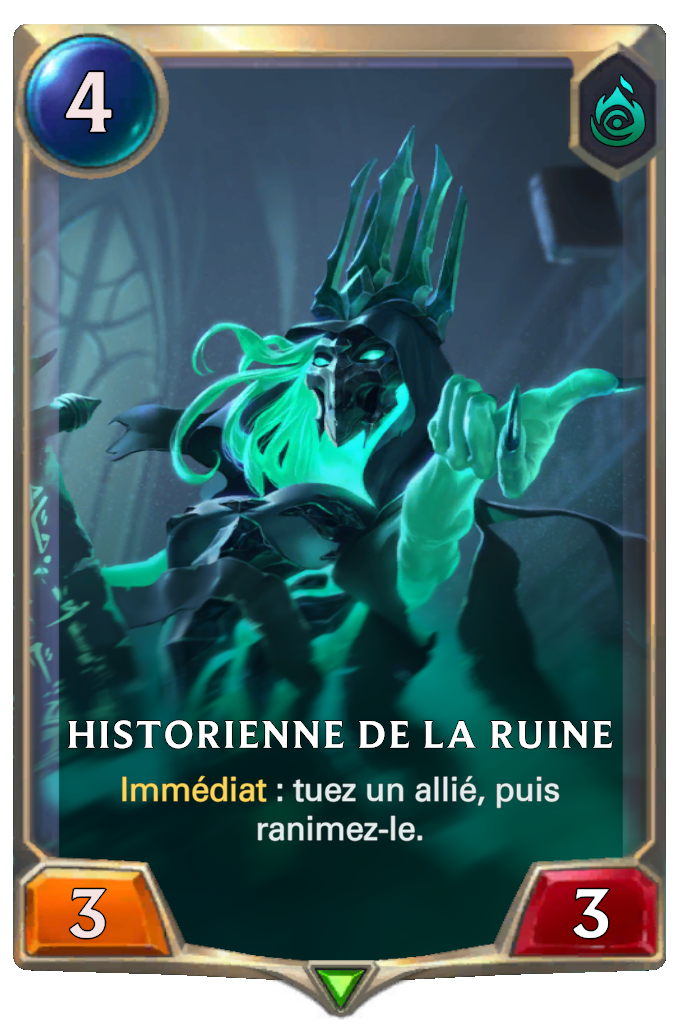 4
HISTORIENNE DE LA RUINE
Immédiat : tuez un allié, puis
ranimez-le.
3
3